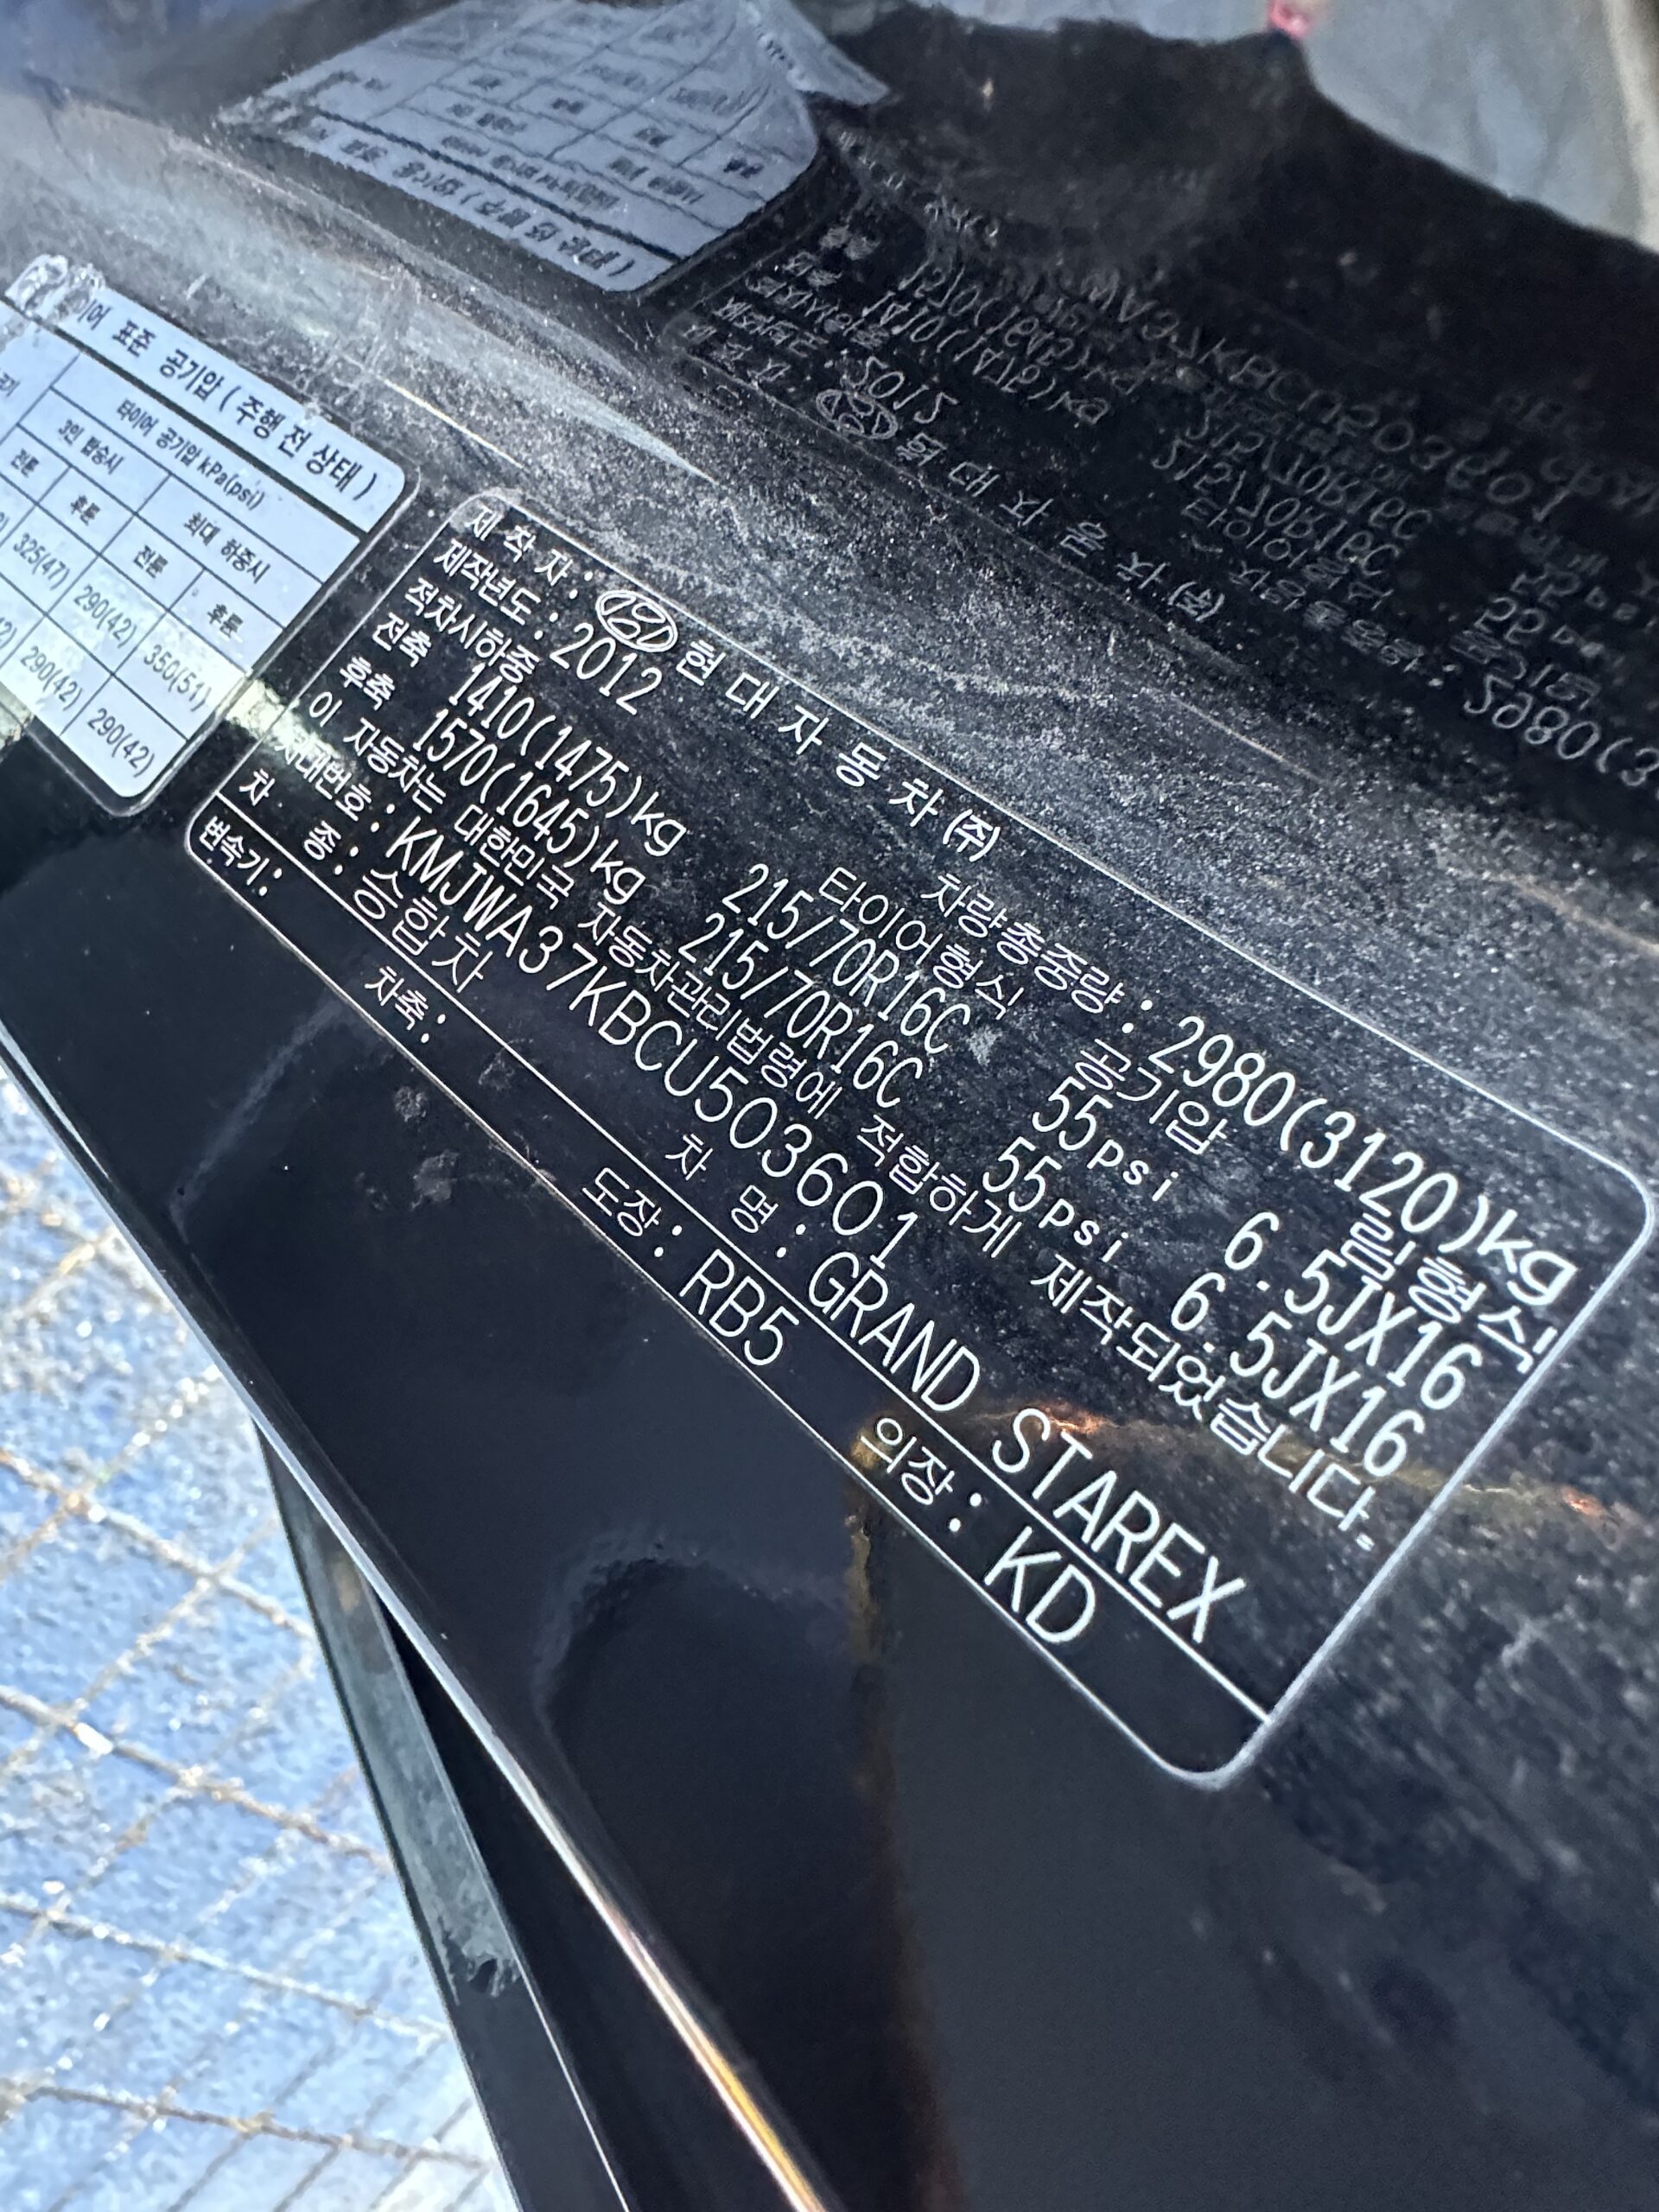 이어 표준 공기압 ( 주행 전 상태 )
타이어 공기압 kPa(psi)
3인 탑승시 최대 하중시
전륜 후륜 전륜 후륜
325(47) 290(42) 350(51)
290(42) 290(42)
제 작 자 : 현 대 자 동 차 (주) 차량총중량 : 2980(3120)kg
제작년도 : 2012 타이어형식 공기압 림형식
적차시하중
전축 1410(1475)kg 215/70R16C 55psi 6.5JX16
후축 1570(1645)kg 215/70R16C 55psi 6.5JX16
이 자동차는 대한민국 자동차관리법령에 적합하게 제작되었습니다.
차대번호 : KMJWA37KBCU503601
차 종 : 승합차 차 명 : GRAND STAREX
변속기: 차축: 도장: RB5 외장: KD